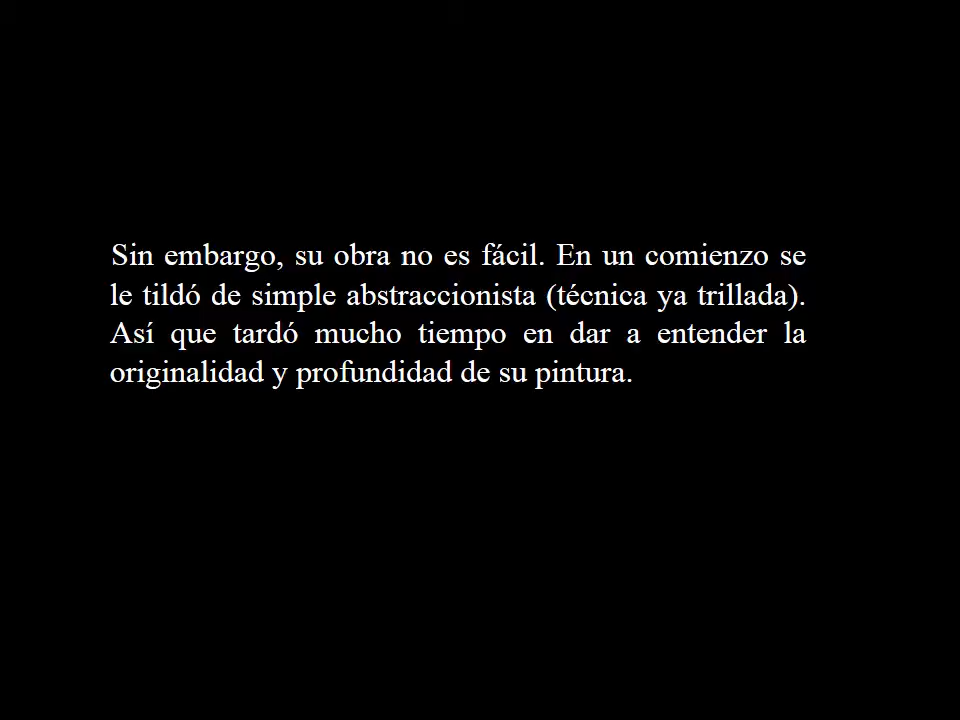 Sin embargo, su obra no es fácil. En un comienzo se
le tildó de simple abstraccionista (técnica ya trillada).
Así que tardó mucho tiempo en dar a entender la
originalidad y profundidad de su pintura.